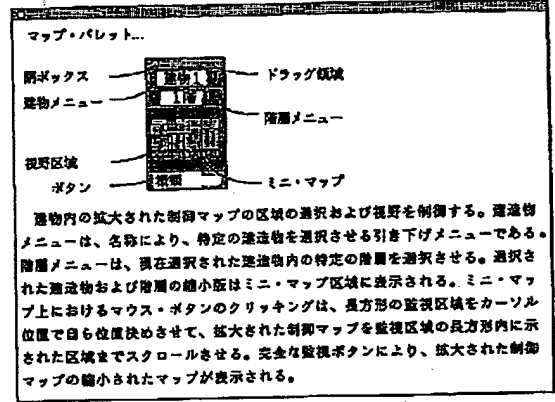 マップ・パレット...
閉ボックス
建物1
ドラッグ領域
建物メニュー
1階
階層メニュー
視野区域
ボタン
ミニ・マップ
建物内の拡大された制御マップの区域の選択および視野を制御する。建造物
メニューは、名称により、特定の建造物を選択させる引き下げメニューである。
階層メニューは、現在選択された建造物内の特定の階層を選択させる。選択さ
れた建造物および階層の縮小版はミニ・マップ区域に表示される。ミニ・マッ
プ上におけるマウス・ボタンのクリッキングは、長方形の監視区域をカーソル
位置で自ら位置決めさせて、拡大された制御マップを監視区域の長方形内に示
された区域までスクロールさせる。完全な監視ボタンにより、拡大された制御
マップの縮小されたマップが表示される。